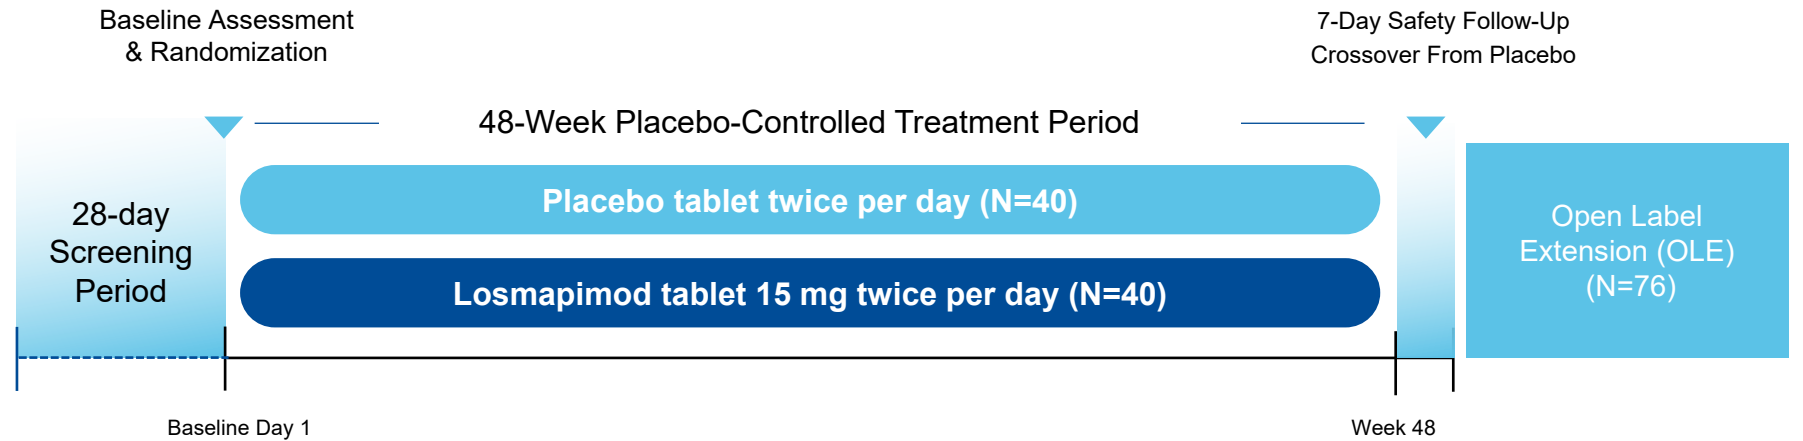 Baseline Assessment
& Randomization
7-Day Safety Follow-Up
Crossover From Placebo
48-Week Placebo-Controlled Treatment Period
28-day
Screening
Period
Placebo tablet twice per day (N=40)
Losmapimod tablet 15 mg twice per day (N=40)
Open Label
Extension (OLE)
(N=76)
Baseline Day 1
Week 48